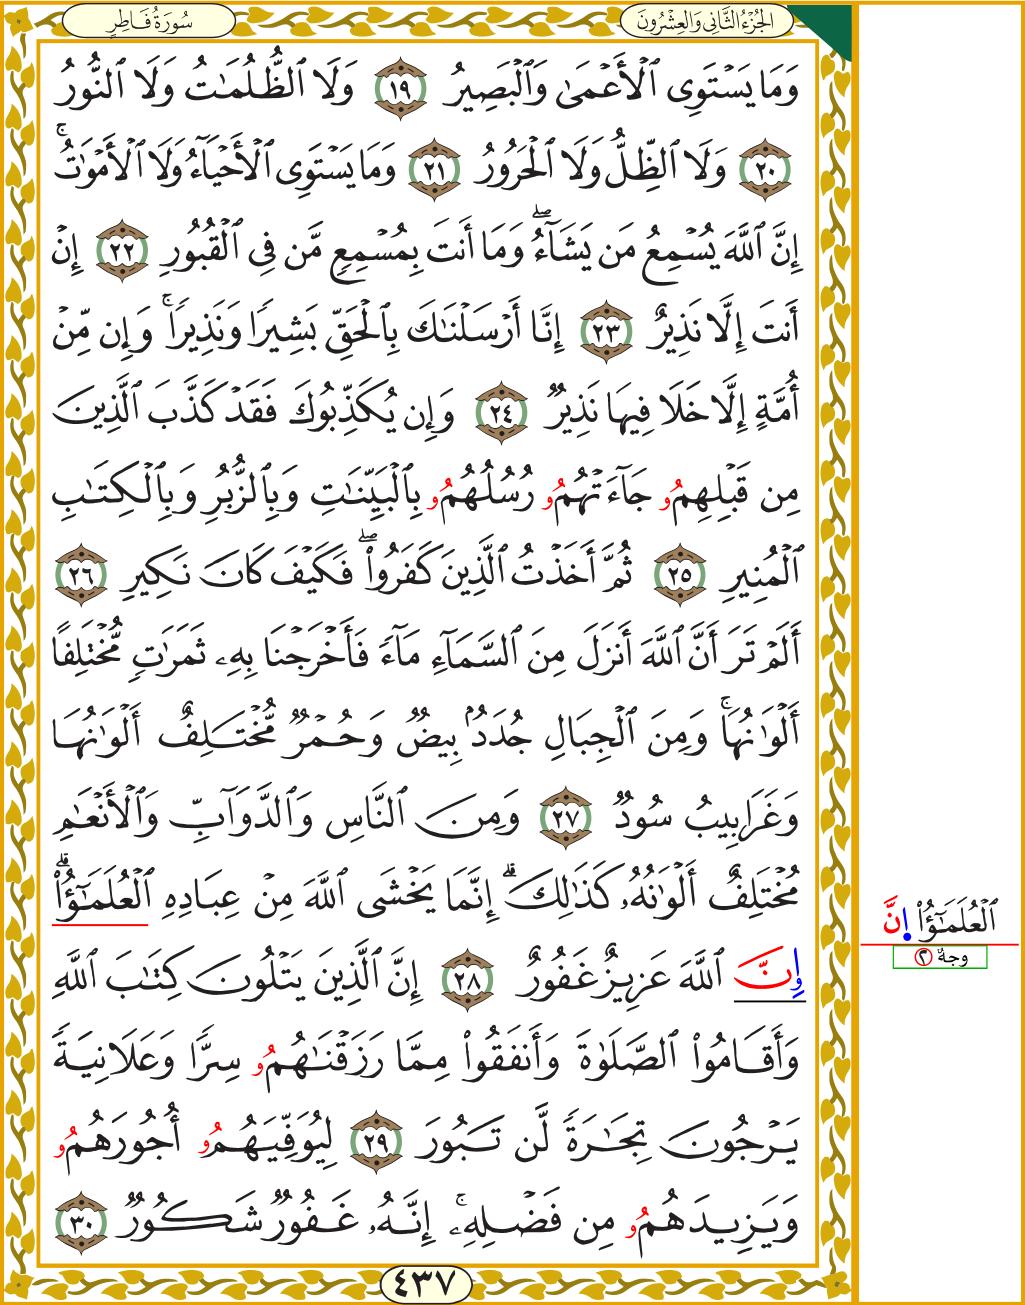 الجُزْءُ الثَّانِي وَالعِشْرُونَ
سُورَةُ فَاطِرٍ
وَمَا يَسْتَوِى ٱلْأَعْمَىٰ وَٱلْبَصِيرُ ١٩ وَلَا ٱلظُّلُمَٰتُ وَلَا ٱلنُّورُ
٢٠ وَلَا ٱلظِّلُّ وَلَا ٱلْحَرُورُ ٢١ وَمَا يَسْتَوِى ٱلْأَحْيَآءُ وَلَا ٱلْأَمْوَٰتُ ۚ
إِنَّ ٱللَّهَ يُسْمِعُ مَن يَشَآءُ ۖ وَمَا أَنتَ بِمُسْمِعٍ مَّن فِى ٱلْقُبُورِ ٢٢ إِنْ
أَنتَ إِلَّا نَذِيرٌ ٢٣ إِنَّا أَرْسَلْنَٰكَ بِٱلْحَقِّ بَشِيرًا وَنَذِيرًا ۚ وَإِن مِّنْ
أُمَّةٍ إِلَّا خَلَا فِيهَا نَذِيرٌ ٢٤ وَإِن يُكَذِّبُوكَ فَقَدْ كَذَّبَ ٱلَّذِينَ
مِن قَبْلِهِمُو جَآءَتْهُمُو رُسُلُهُمُو بِٱلْبَيِّنَٰتِ وَبِٱلزُّبُرِ وَبِٱلْكِتَٰبِ
ٱلْمُنِيرِ ٢٥ ثُمَّ أَخَذْتُ ٱلَّذِينَ كَفَرُوا۟ ۖ فَكَيْفَ كَانَ نَكِيرِ ٢٦
أَلَمْ تَرَ أَنَّ ٱللَّهَ أَنزَلَ مِنَ ٱلسَّمَآءِ مَآءً فَأَخْرَجْنَا بِهِۦ ثَمَرَٰتٍ مُّخْتَلِفًا
أَلْوَٰنُهَا ۚ وَمِنَ ٱلْجِبَالِ جُدَدٌۢ بِيضٌ وَحُمْرٌ مُّخْتَلِفٌ أَلْوَٰنُهَا
وَغَرَابِيبُ سُودٌ ٢٧ وَمِنَ ٱلنَّاسِ وَٱلدَّوَآبِّ وَٱلْأَنْعَٰمِ
مُخْتَلِفٌ أَلْوَٰنُهُۥ كَذَٰلِكَ ۗ إِنَّمَا يَخْشَى ٱللَّهَ مِنْ عِبَادِهِ ٱلْعُلَمَٰٓؤُا۟ ۗ
وِنَّ ٱللَّهَ عَزِيزٌ غَفُورٌ ٢٨ إِنَّ ٱلَّذِينَ يَتْلُونَ كِتَٰبَ ٱللَّهِ
وَأَقَامُوا۟ ٱلصَّلَوٰةَ وَأَنفَقُوا۟ مِمَّا رَزَقْنَٰهُمُو سِرًّا وَعَلَانِيَةً
يَرْجُونَ تِجَٰرَةً لَّن تَبُورَ ٢٩ لِيُوَفِّيَهُمُو أُجُورَهُمُو
وَيَزِيدَهُمُو مِن فَضْلِهِۦ ۚ إِنَّهُۥ غَفُورٌ شَكُورٌ ٣٠
٤٣٧
ٱلْعُلَمَٰٓؤُا۟ اِ۬نَّ
وجهٌ ٢